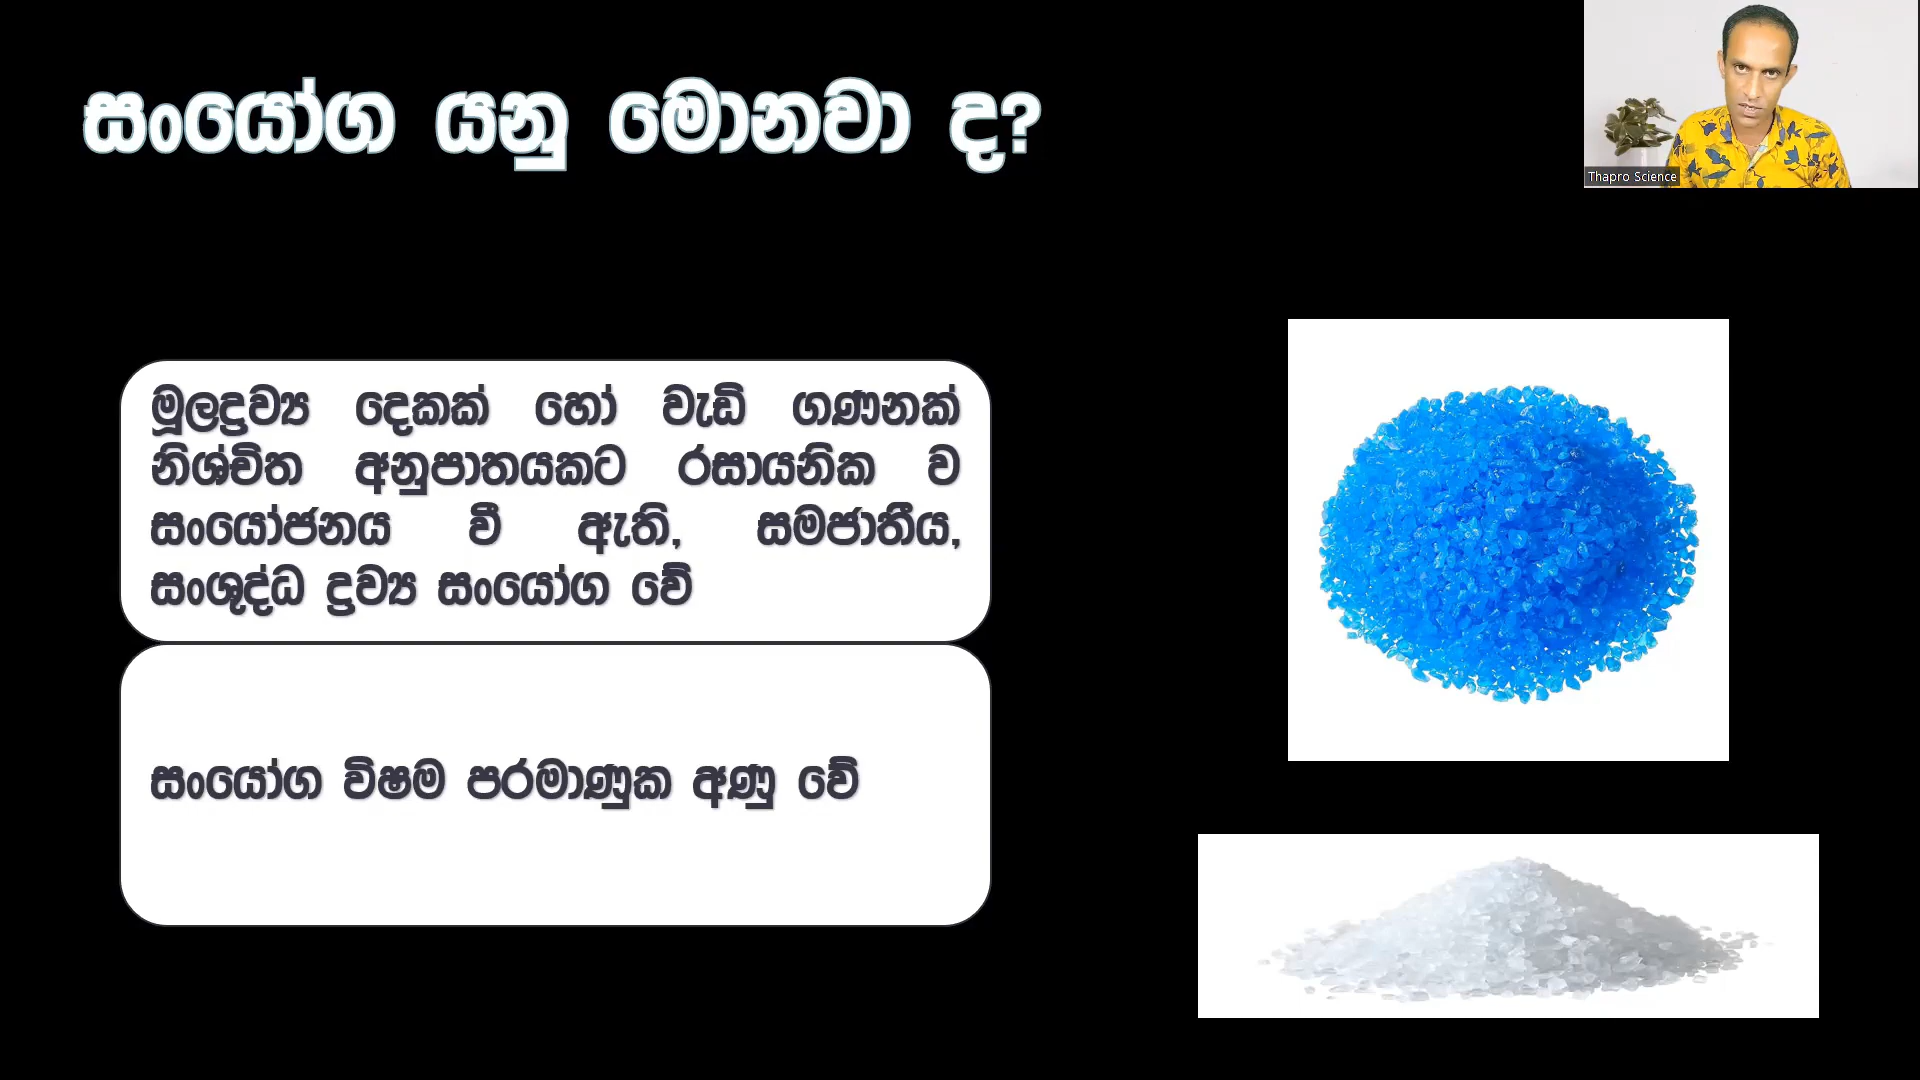 සංයෝග යනු මොනවා ද?
Thapro Science
මූලද්‍රව්‍ය දෙකක් හෝ වැඩි ගණනක්
නිශ්චිත අනුපාතයකට රසායනික ව
සංයෝජනය වී ඇති, සමජාතීය,
සංශුද්ධ ද්‍රව්‍ය සංයෝග වේ
සංයෝග විෂම පරමාණුක අණු වේ